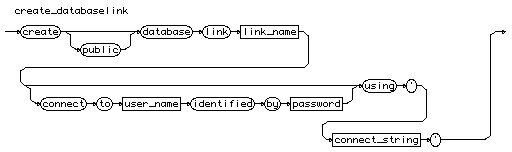 create_databaselink
create database link link_name
public
using '
connect to user_name identified by password
connect_string '